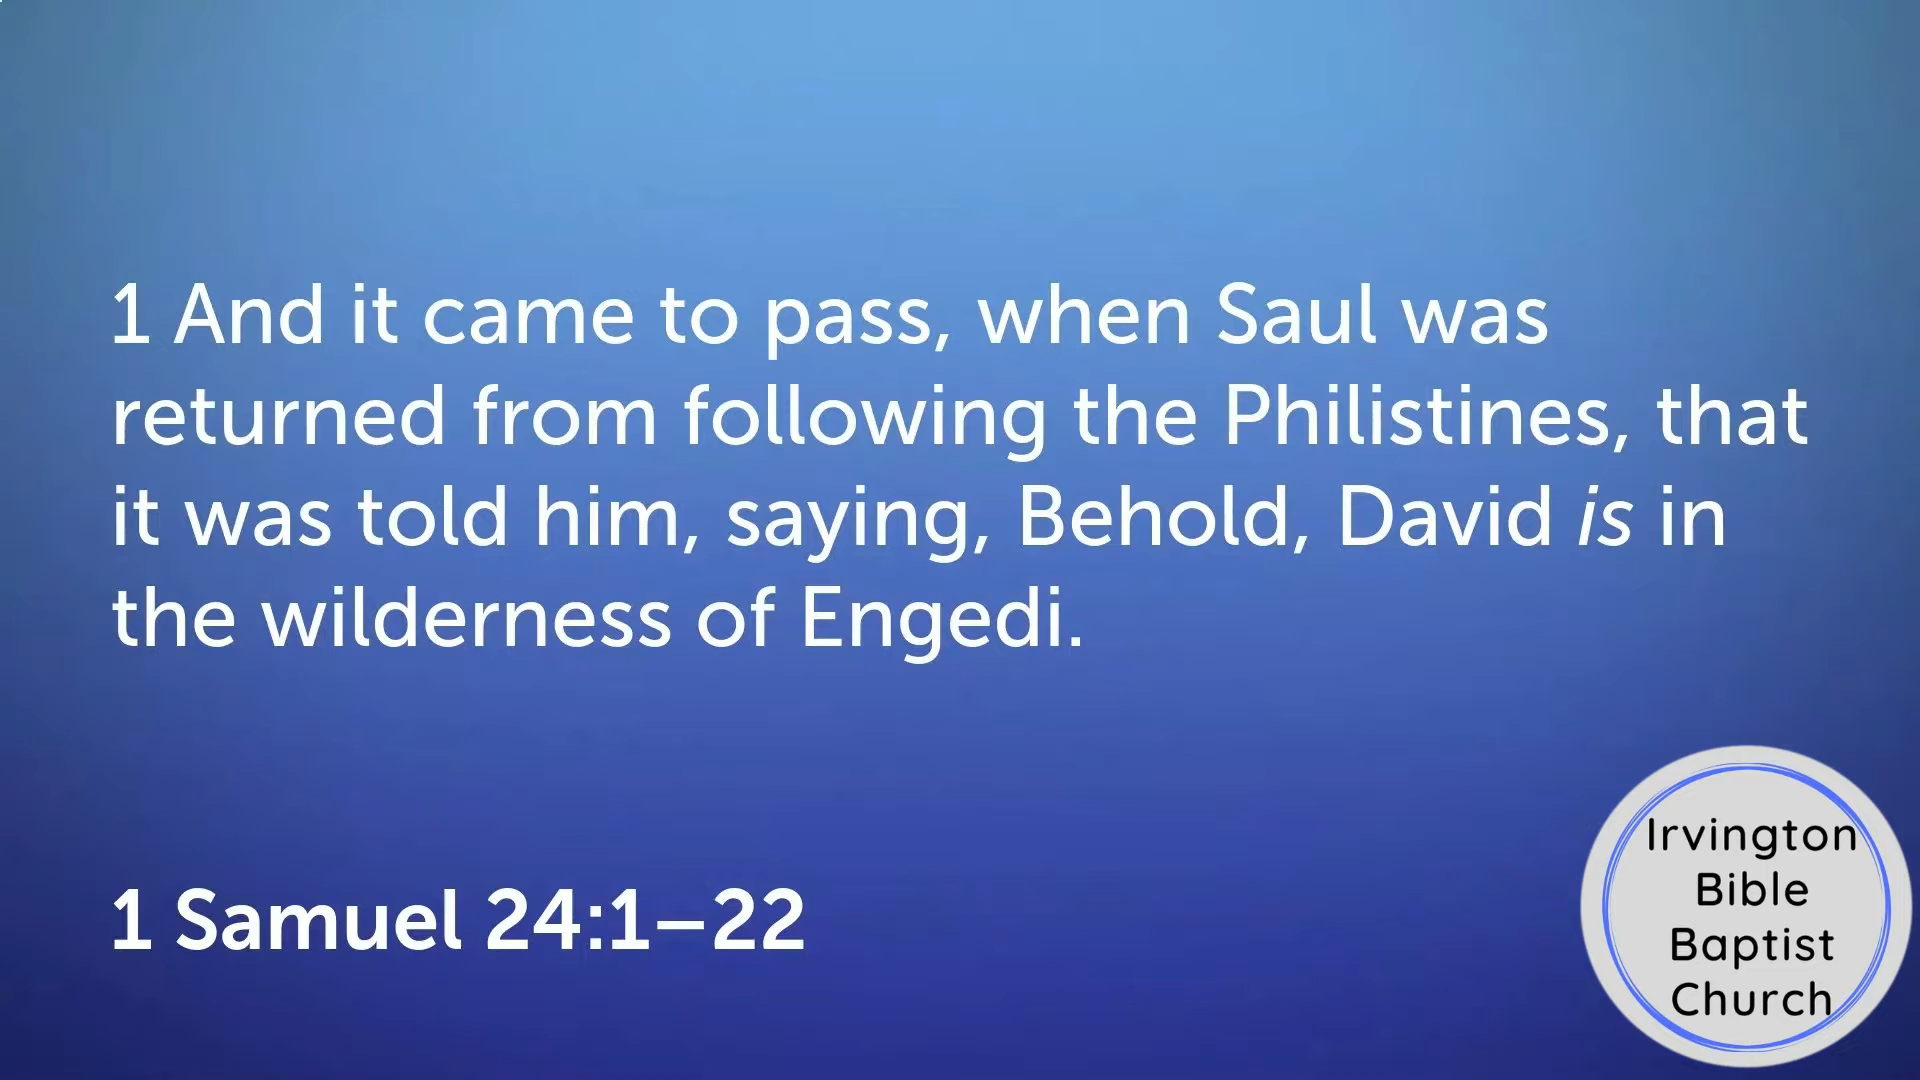 1 And it came to pass, when Saul was
returned from following the Philistines, that
it was told him, saying, Behold, David is in
the wilderness of Engedi.
1 Samuel 24:1–22
Irvington
Bible
Baptist
Church